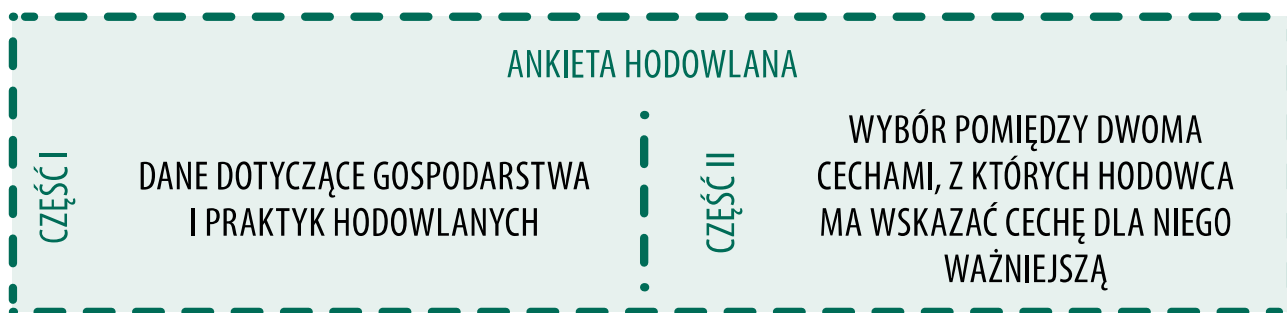 ANKIETA HODOWLANA
CZĘŚĆ I
DANE DOTYCZĄCE GOSPODARSTWA
I PRAKTYK HODOWLANYCH
CZĘŚĆ II
WYBÓR POMIĘDZY DWOMA
CECHAMI, Z KTÓRYCH HODOWCA
MA WSKAZAĆ CECHĘ DLA NIEGO
WAŻNIEJSZĄ